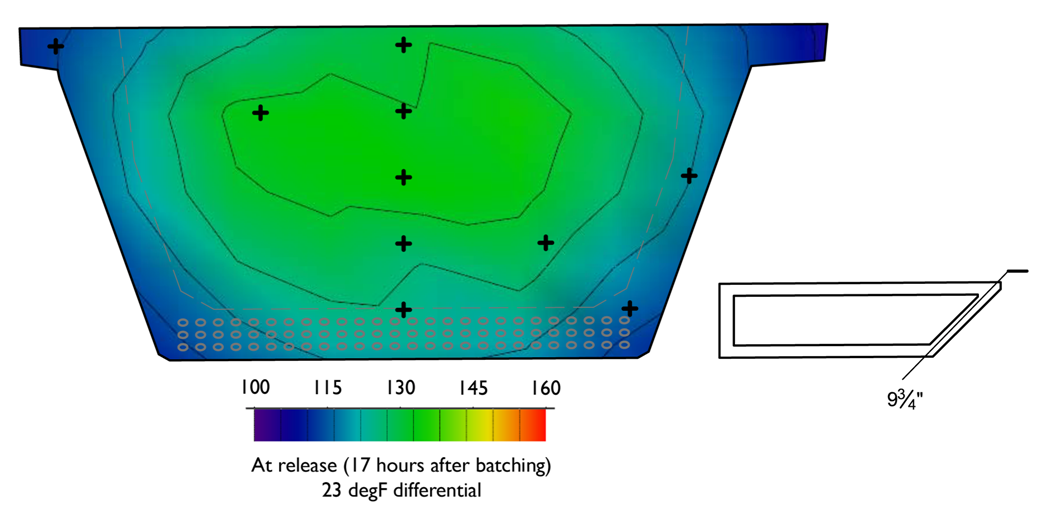 100 115 130 145 160
At release (17 hours after batching)
23 degF differential
9¾"